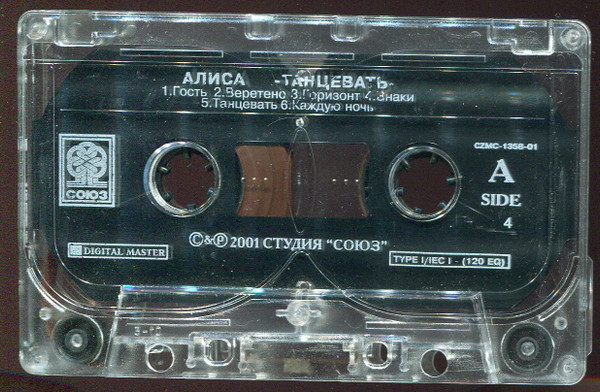 АЛИСА -ТАНЦЕВАТЬ-
1.Гость 2.Веретено 3.Горизонт 4.Знаки
5.Танцевать 6.Каждую ночь
CZMC-1358-01
A
SIDE
4
СОЮЗ
DIGITAL MASTER
©&℗ 2001 СТУДИЯ "СОЮЗ"
TYPE I/IEC I - (120 EQ)